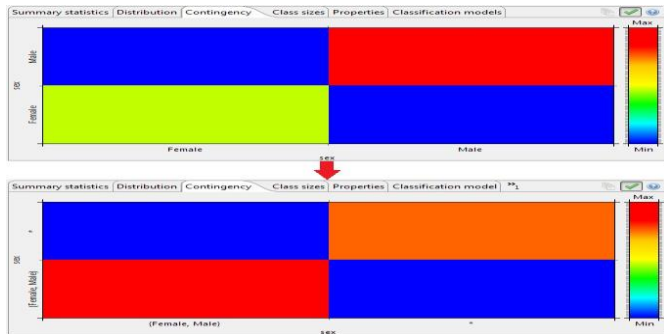 Summary statistics Distribution Contingency Class sizes Properties Classification models
Max
Male
sex
Female
Female Male
Min
sex
Summary statistics Distribution Contingency Class sizes Properties Classification model
Max
*
sex
{Female, Male}
{Female, Male} *
Min
sex